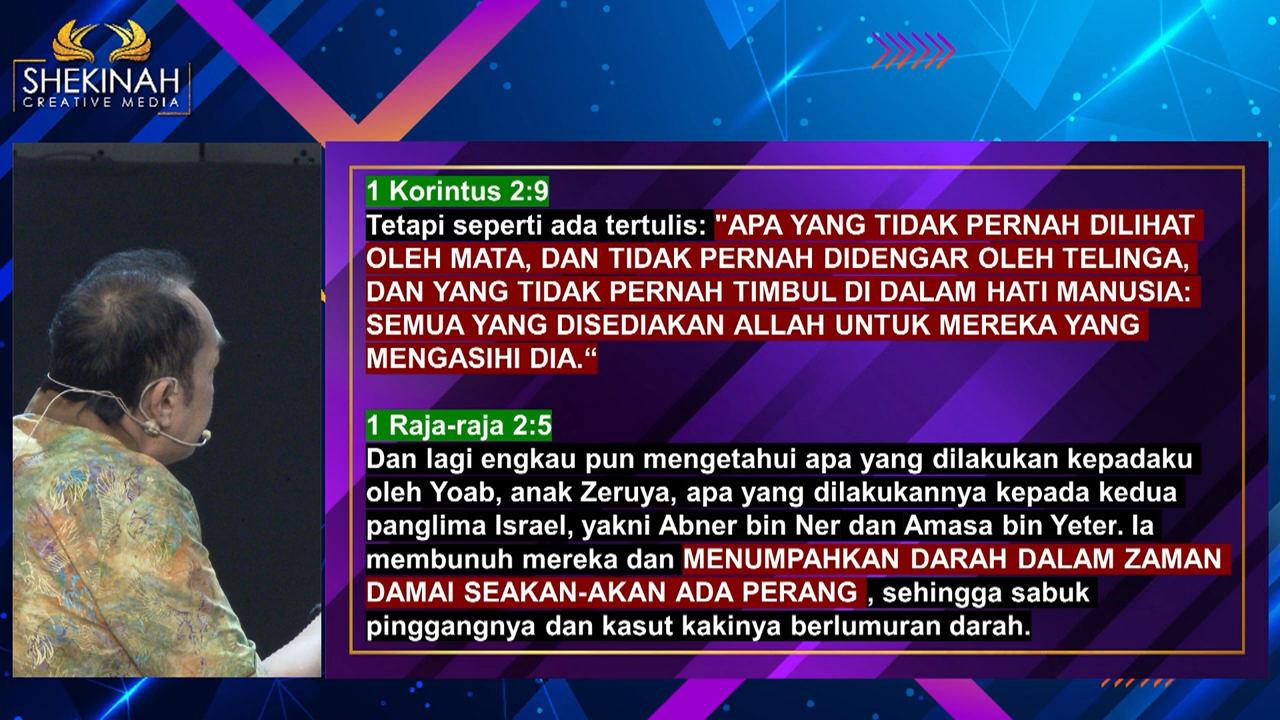 SHEKINAH
CREATIVE MEDIA
1 Korintus 2:9
Tetapi seperti ada tertulis: "APA YANG TIDAK PERNAH DILIHAT
OLEH MATA, DAN TIDAK PERNAH DIDENGAR OLEH TELINGA,
DAN YANG TIDAK PERNAH TIMBUL DI DALAM HATI MANUSIA:
SEMUA YANG DISEDIAKAN ALLAH UNTUK MEREKA YANG
MENGASIHI DIA.“
1 Raja-raja 2:5
Dan lagi engkau pun mengetahui apa yang dilakukan kepadaku
oleh Yoab, anak Zeruya, apa yang dilakukannya kepada kedua
panglima Israel, yakni Abner bin Ner dan Amasa bin Yeter. Ia
membunuh mereka dan MENUMPAHKAN DARAH DALAM ZAMAN
DAMAI SEAKAN-AKAN ADA PERANG , sehingga sabuk
pinggangnya dan kasut kakinya berlumuran darah.